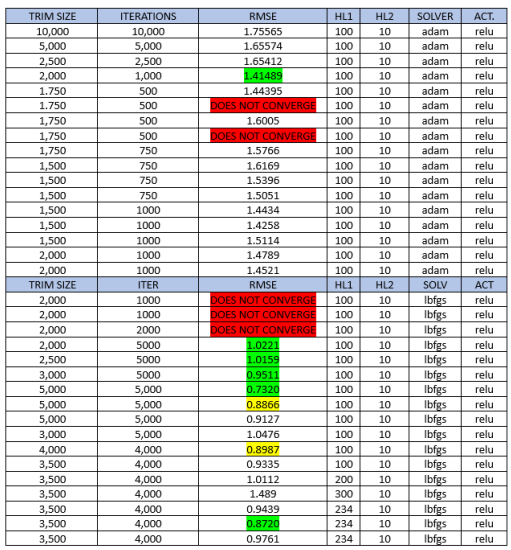 TRIM SIZE ITERATIONS RMSE HL1 HL2 SOLVER ACT.
10,000 10,000 1.75565 100 10 adam relu
5,000 5,000 1.65574 100 10 adam relu
2,500 2,500 1.65412 100 10 adam relu
2,000 1,000 1.41489 100 10 adam relu
1.750 500 1.44395 100 10 adam relu
1.750 500 DOES NOT CONVERGE 100 10 adam relu
1,750 500 1.6005 100 10 adam relu
1,750 500 DOES NOT CONVERGE 100 10 adam relu
1,750 750 1.5766 100 10 adam relu
1,500 750 1.6169 100 10 adam relu
1,500 750 1.5396 100 10 adam relu
1,500 750 1.5051 100 10 adam relu
1,500 1000 1.4434 100 10 adam relu
1,500 1000 1.4258 100 10 adam relu
1,500 1000 1.5114 100 10 adam relu
2,000 1000 1.4789 100 10 adam relu
2,000 1000 1.4521 100 10 adam relu
TRIM SIZE ITER RMSE HL1 HL2 SOLV ACT
2,000 1000 DOES NOT CONVERGE 100 10 lbfgs relu
2,000 1000 DOES NOT CONVERGE 100 10 lbfgs relu
2,000 2000 DOES NOT CONVERGE 100 10 lbfgs relu
2,000 5000 1.0221 100 10 lbfgs relu
2,500 5000 1.0159 100 10 lbfgs relu
3,000 5000 0.9511 100 10 lbfgs relu
5,000 5,000 0.7320 100 10 lbfgs relu
5,000 5,000 0.8866 100 10 lbfgs relu
5,000 5,000 0.9127 100 10 lbfgs relu
3,000 5,000 1.0476 100 10 lbfgs relu
4,000 4,000 0.8987 100 10 lbfgs relu
3,500 4,000 0.9335 100 10 lbfgs relu
3,500 4,000 1.0112 200 10 lbfgs relu
3,500 4,000 1.489 300 10 lbfgs relu
3,500 4,000 0.9439 234 10 lbfgs relu
3,500 4,000 0.8720 234 10 lbfgs relu
3,500 4,000 0.9761 234 10 lbfgs relu